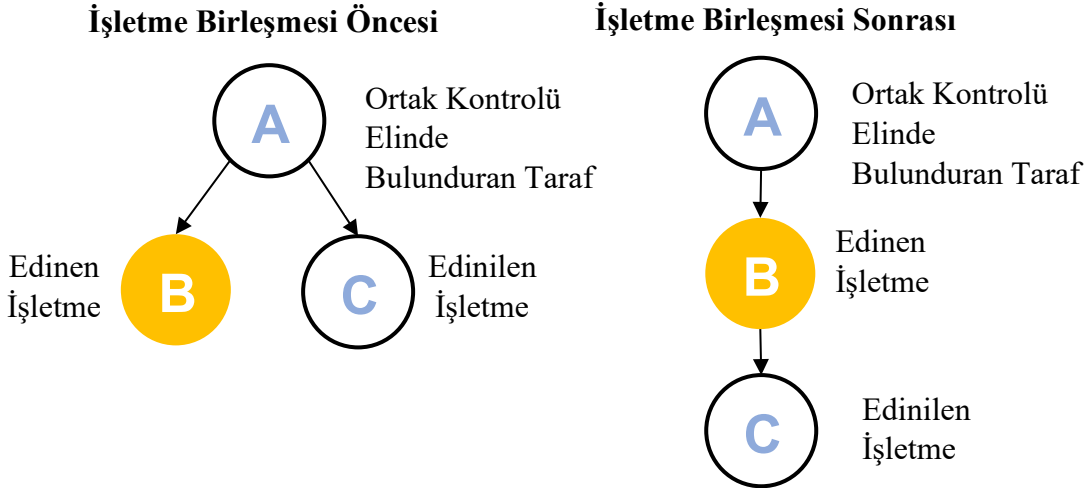 İşletme Birleşmesi Öncesi
A
Ortak Kontrolü
Elinde
Bulunduran Taraf
Edinen
İşletme
B
C
Edinilen
İşletme
İşletme Birleşmesi Sonrası
A
Ortak Kontrolü
Elinde
Bulunduran Taraf
B
Edinen
İşletme
C
Edinilen
İşletme